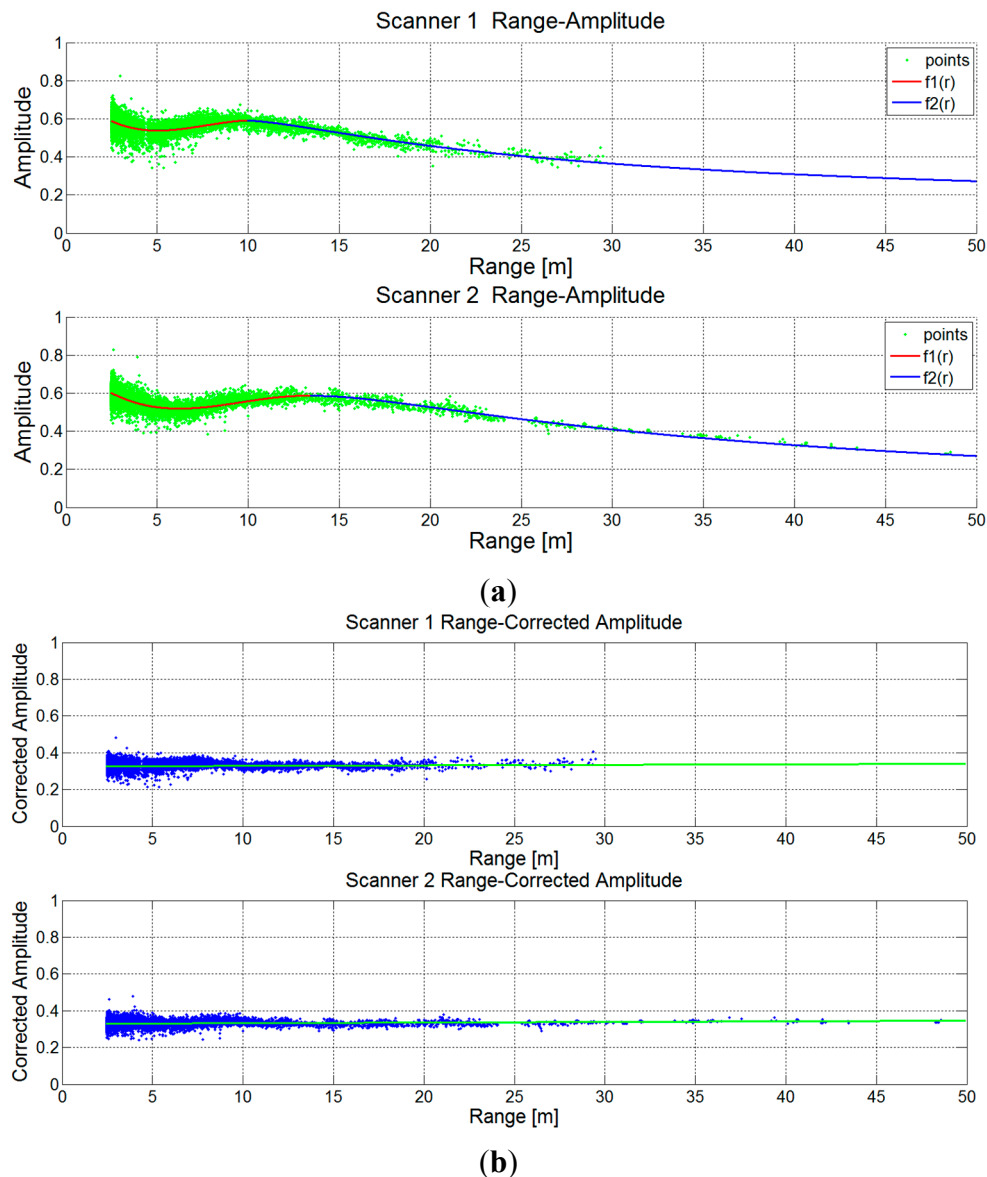 Scanner 1  Range-Amplitude
1
0.8
0.6
0.4
0.2
0
Amplitude
points
f1(r)
f2(r)
0 5 10 15 20 25 30 35 40 45 50
Range [m]
Scanner 2  Range-Amplitude
1
0.8
0.6
0.4
0.2
0
Amplitude
points
f1(r)
f2(r)
0 5 10 15 20 25 30 35 40 45 50
Range [m]
(a)
Scanner 1 Range-Corrected Amplitude
1
0.8
0.6
0.4
0.2
0
Corrected Amplitude
0 5 10 15 20 25 30 35 40 45 50
Range [m]
Scanner 2 Range-Corrected Amplitude
1
0.8
0.6
0.4
0.2
0
Corrected Amplitude
0 5 10 15 20 25 30 35 40 45 50
Range [m]
(b)